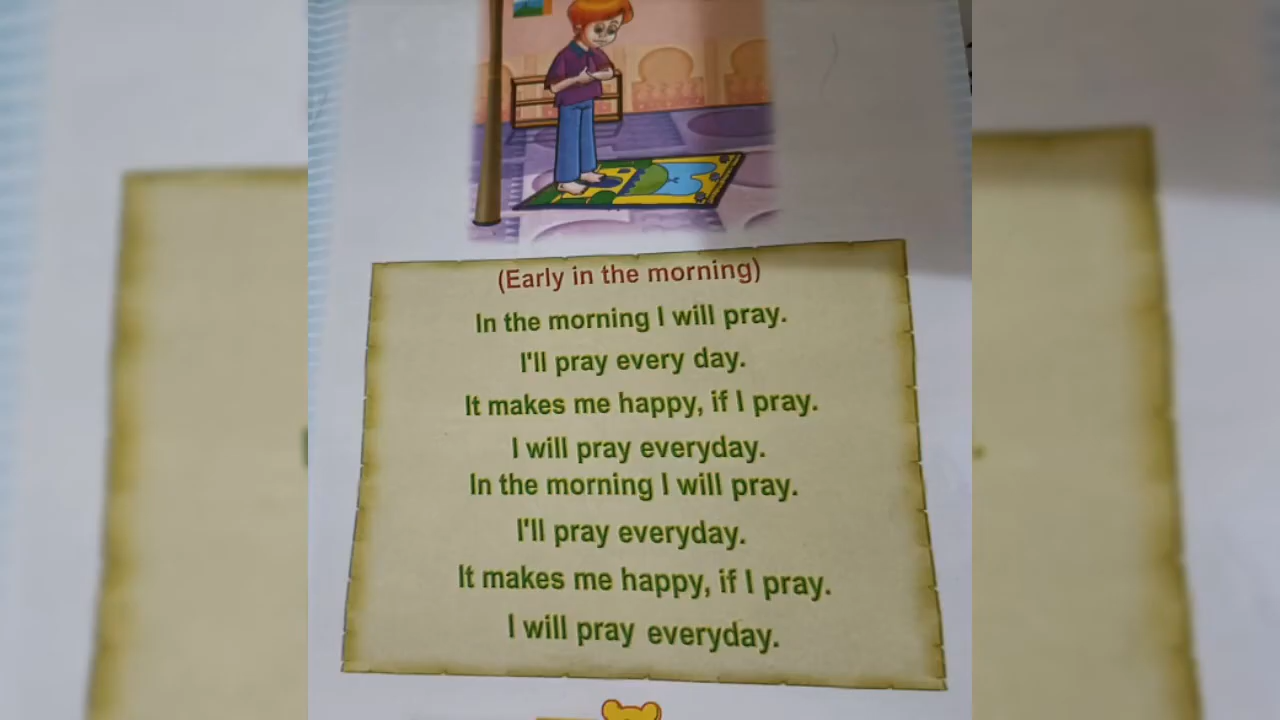 (Early in the morning)
In the morning I will pray.
I'll pray every day.
It makes me happy, if I pray.
I will pray everyday.
In the morning I will pray.
I'll pray everyday.
It makes me happy, if I pray.
I will pray everyday.